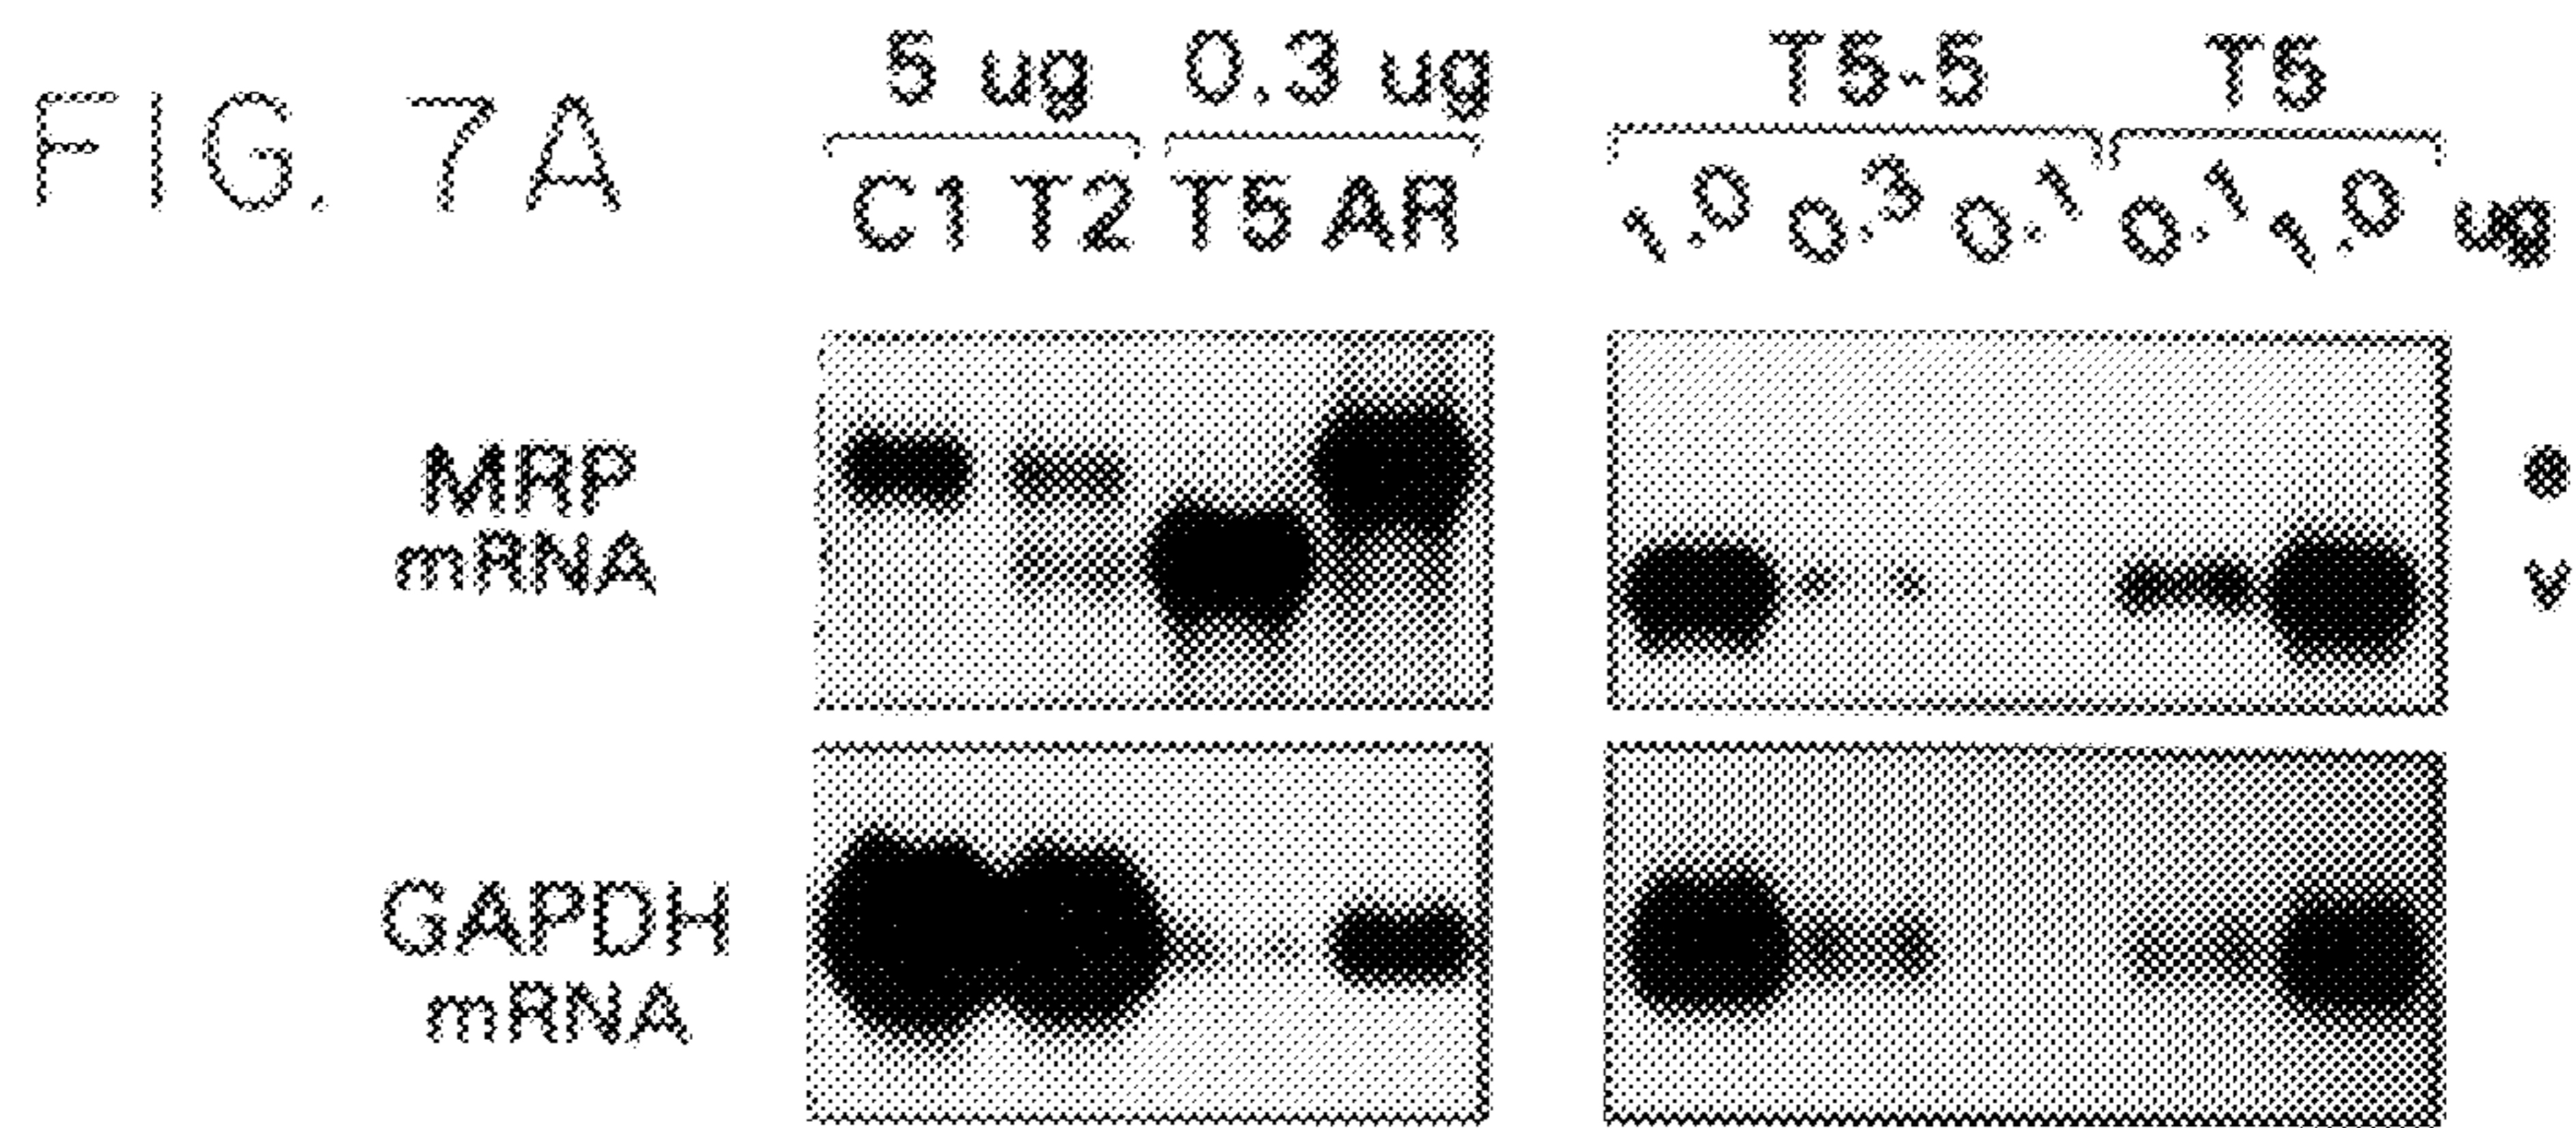 FIG. 7A
5 ug 0.3 ug
C1 T2 T5 AR
T5-5 T5
1.0 0.3 0.1 0.1 1.0 ug
MRP
mRNA
GAPDH
mRNA